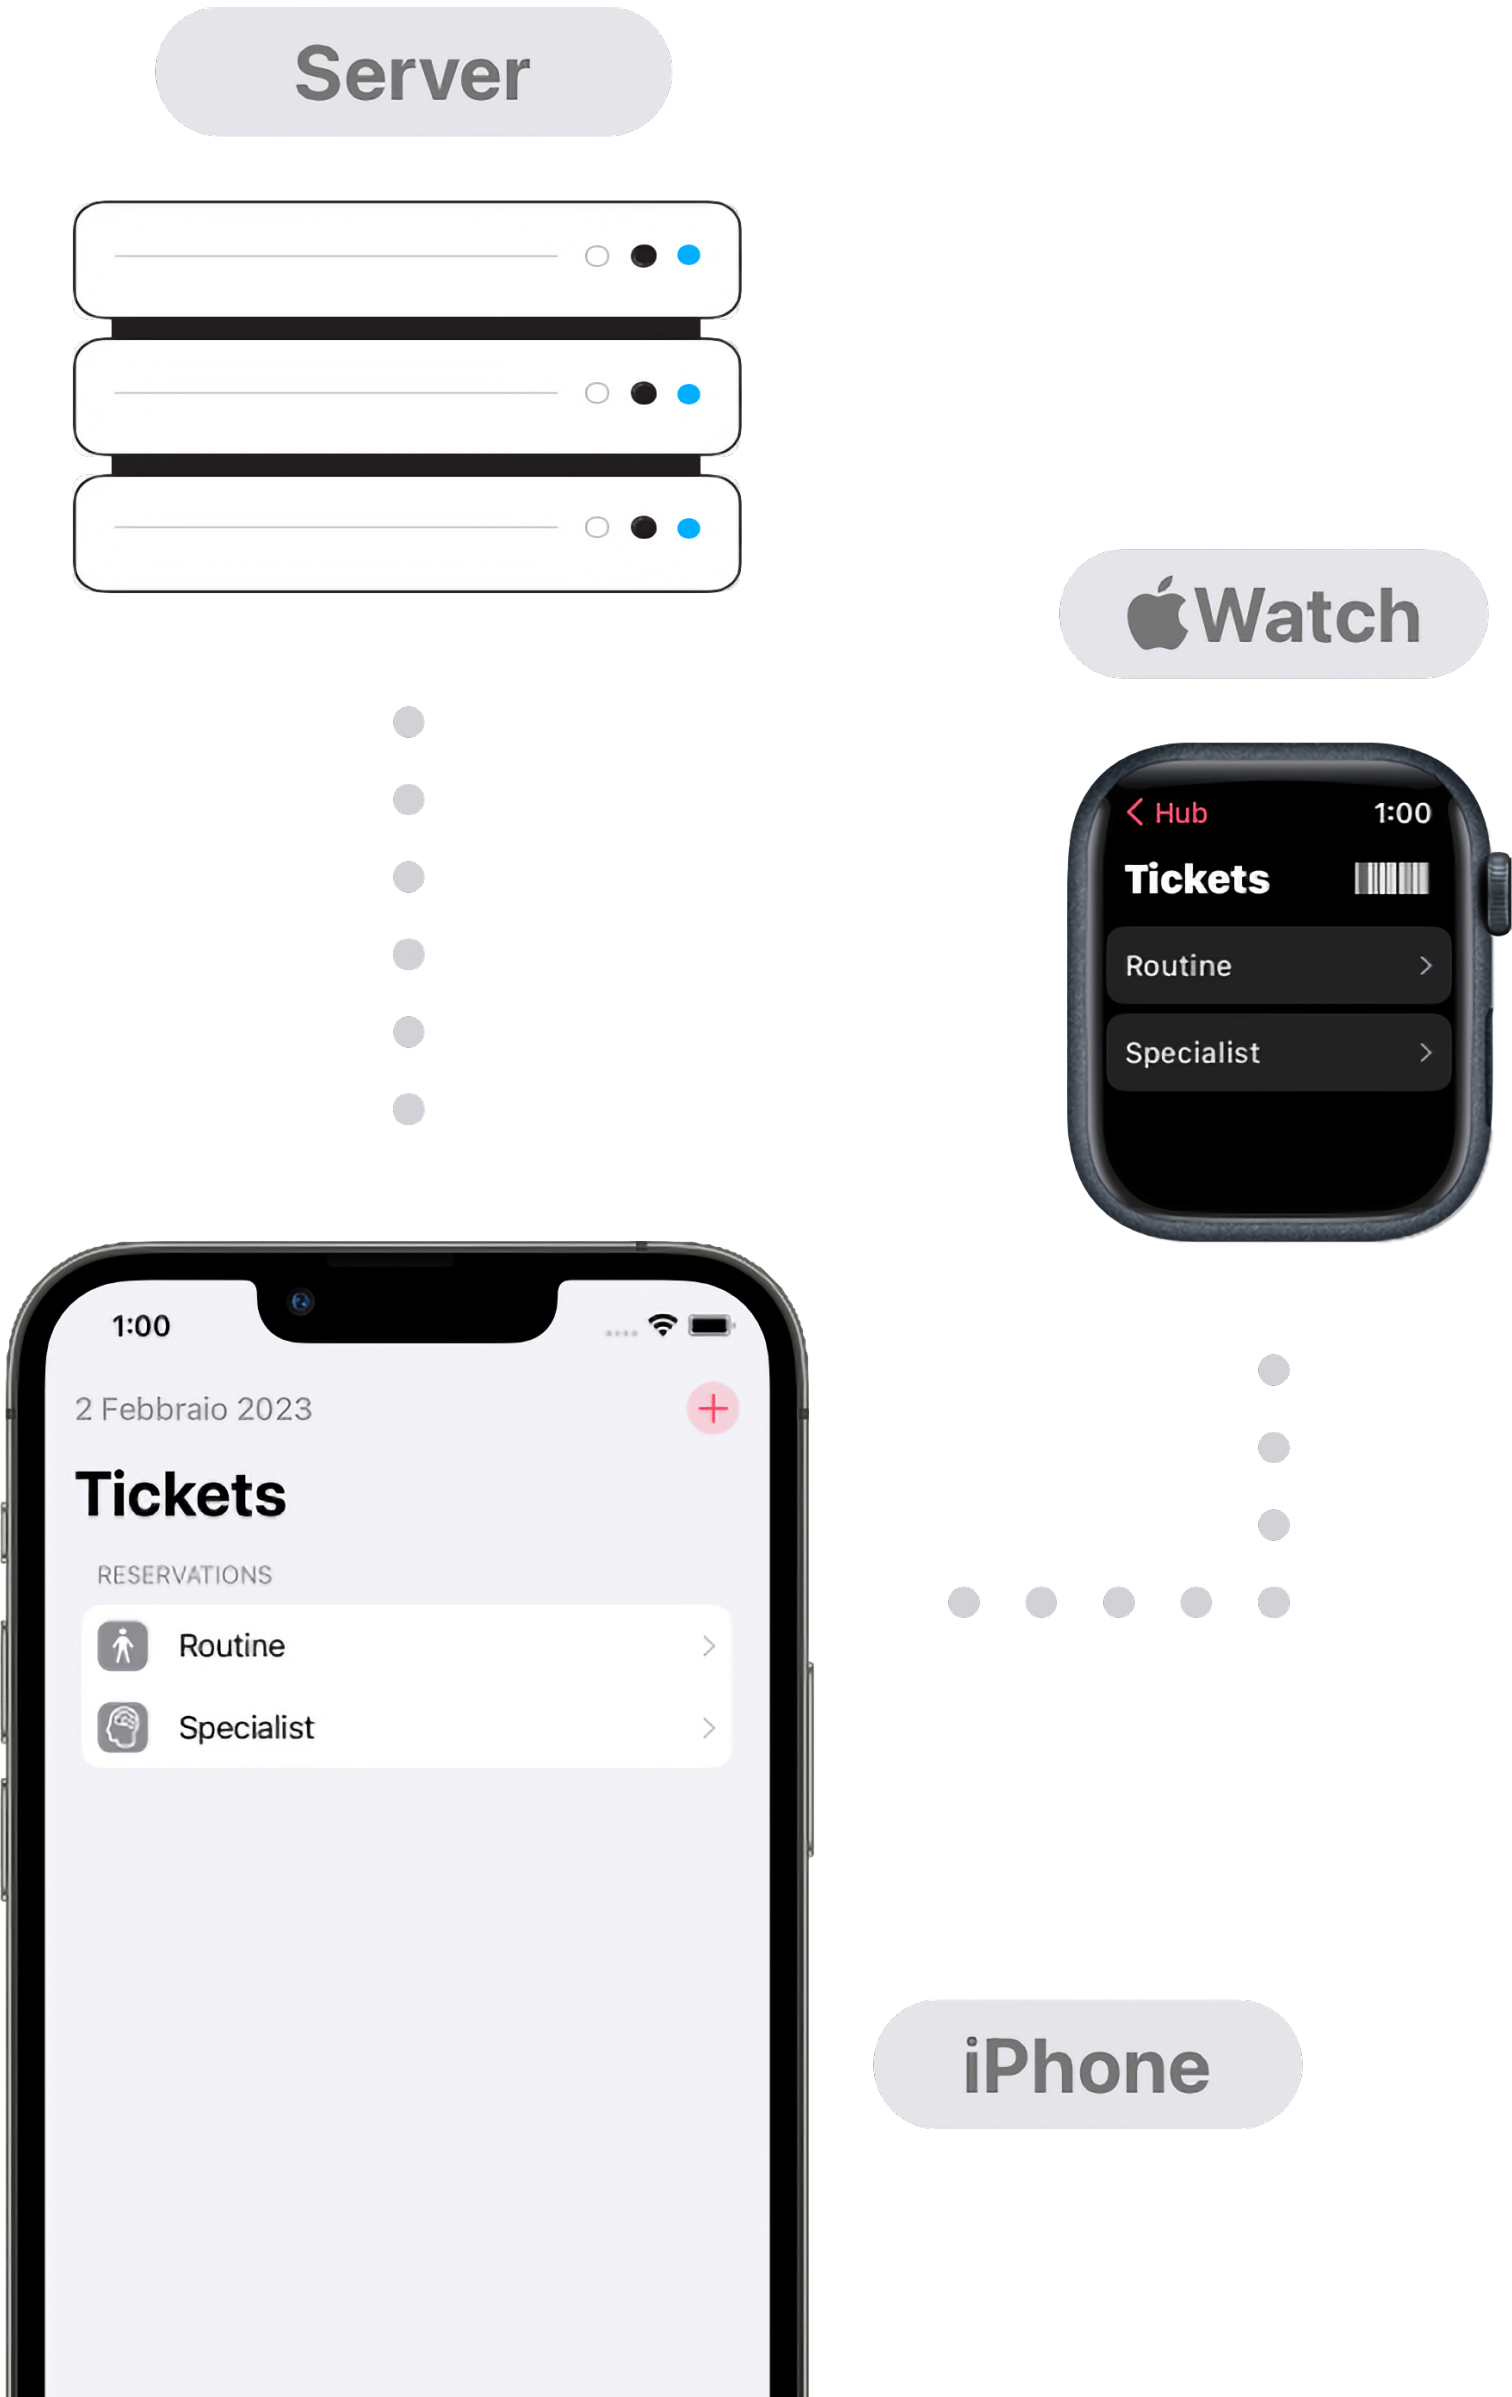 Server
Watch
Hub
1:00
Tickets
Routine
Specialist
1:00
2 Febbraio 2023
Tickets
RESERVATIONS
Routine
Specialist
iPhone